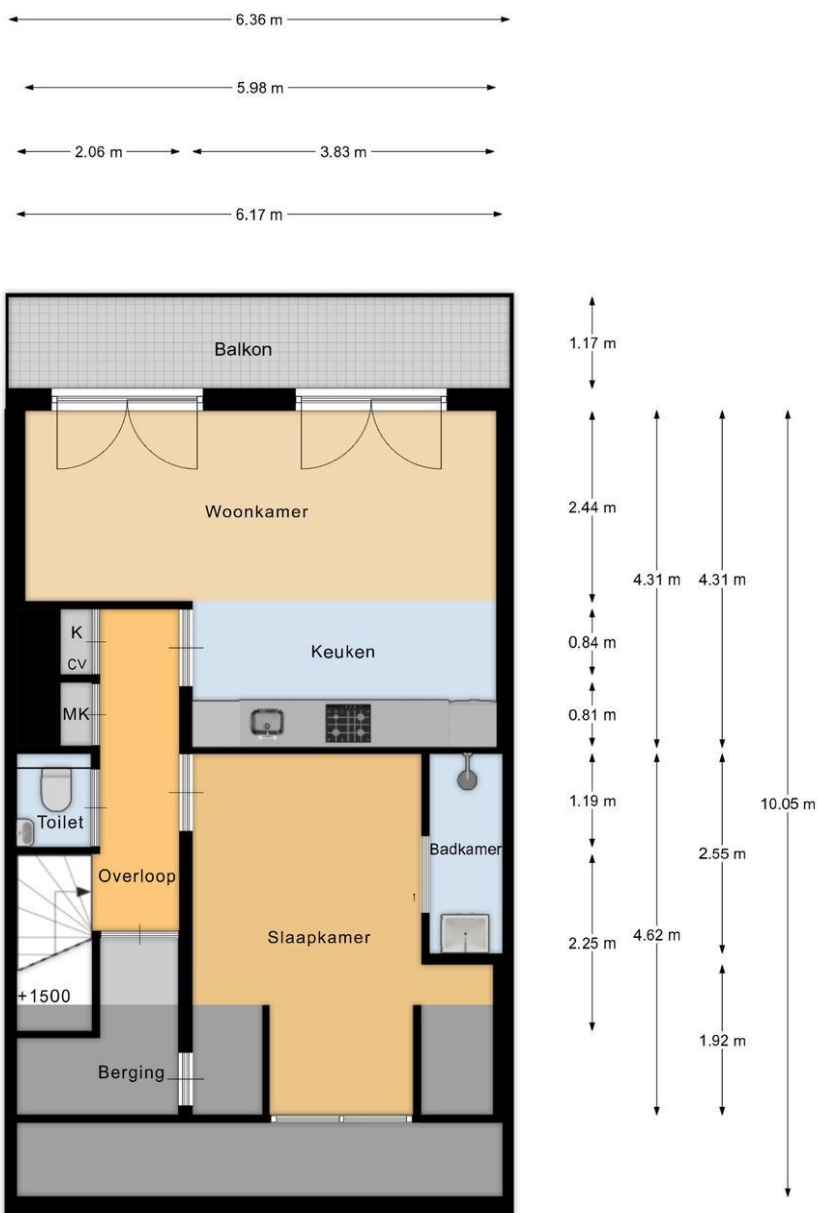 6.36 m
5.98 m
2.06 m 3.83 m
6.17 m
Balkon
1.17 m
Woonkamer
2.44 m
4.31 m 4.31 m
K
CV
Keuken
0.84 m
MK
0.81 m
Toilet
1.19 m
10.05 m
Badkamer
2.55 m
Overloop
Slaapkamer
2.25 m
4.62 m
+1500
1.92 m
Berging